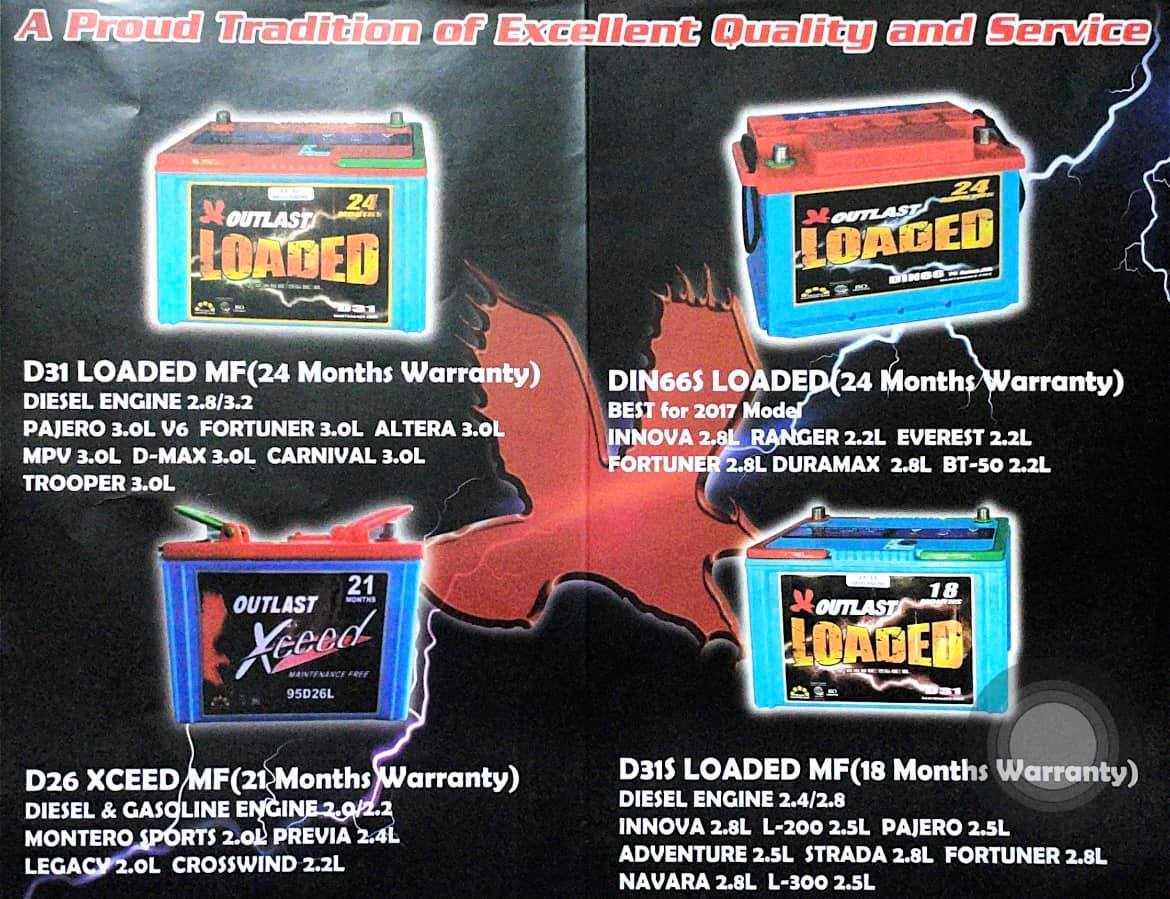 A Proud Tradition of Excellent Quality and Service
24
MONTHS
OUTLAST
LOADED
D31
MAINTENANCE FREE
D31 LOADED MF(24 Months Warranty)
DIESEL ENGINE 2.8/3.2
PAJERO 3.0L V6 FORTUNER 3.0L ALTERA 3.0L
MPV 3.0L D-MAX 3.0L CARNIVAL 3.0L
TROOPER 3.0L
24
OUTLAST
LOADED
DIN66
ISO
DIN66S LOADED(24 Months Warranty)
BEST for 2017 Model
INNOVA 2.8L RANGER 2.2L EVEREST 2.2L
FORTUNER 2.8L DURAMAX 2.8L BT-50 2.2L
21
MONTHS
OUTLAST
Xceed
MAINTENANCE FREE
95D26L
D26 XCEED MF(21 Months Warranty)
DIESEL & GASOLINE ENGINE 2.0/2.2
MONTERO SPORTS 2.0L PREVIA 2.4L
LEGACY 2.0L CROSSWIND 2.2L
18
MONTHS
OUTLAST
LOADED
ISO
D31
D31S LOADED MF(18 Months Warranty)
DIESEL ENGINE 2.4/2.8
INNOVA 2.8L L-200 2.5L PAJERO 2.5L
ADVENTURE 2.5L STRADA 2.8L FORTUNER 2.8L
NAVARA 2.8L L-300 2.5L